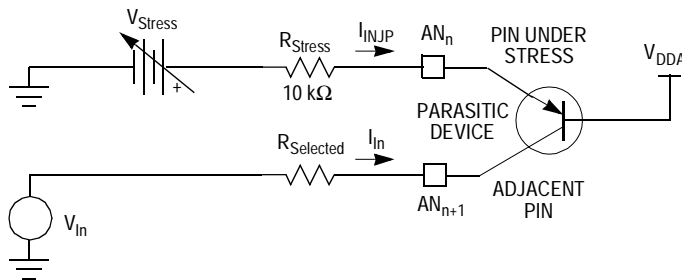 V_Stress
+
R_Stress
10 kΩ
I_INJP
AN_n
PIN UNDER
STRESS
V_DDA
PARASITIC
DEVICE
R_Selected
I_In
AN_n+1
ADJACENT
PIN
V_In